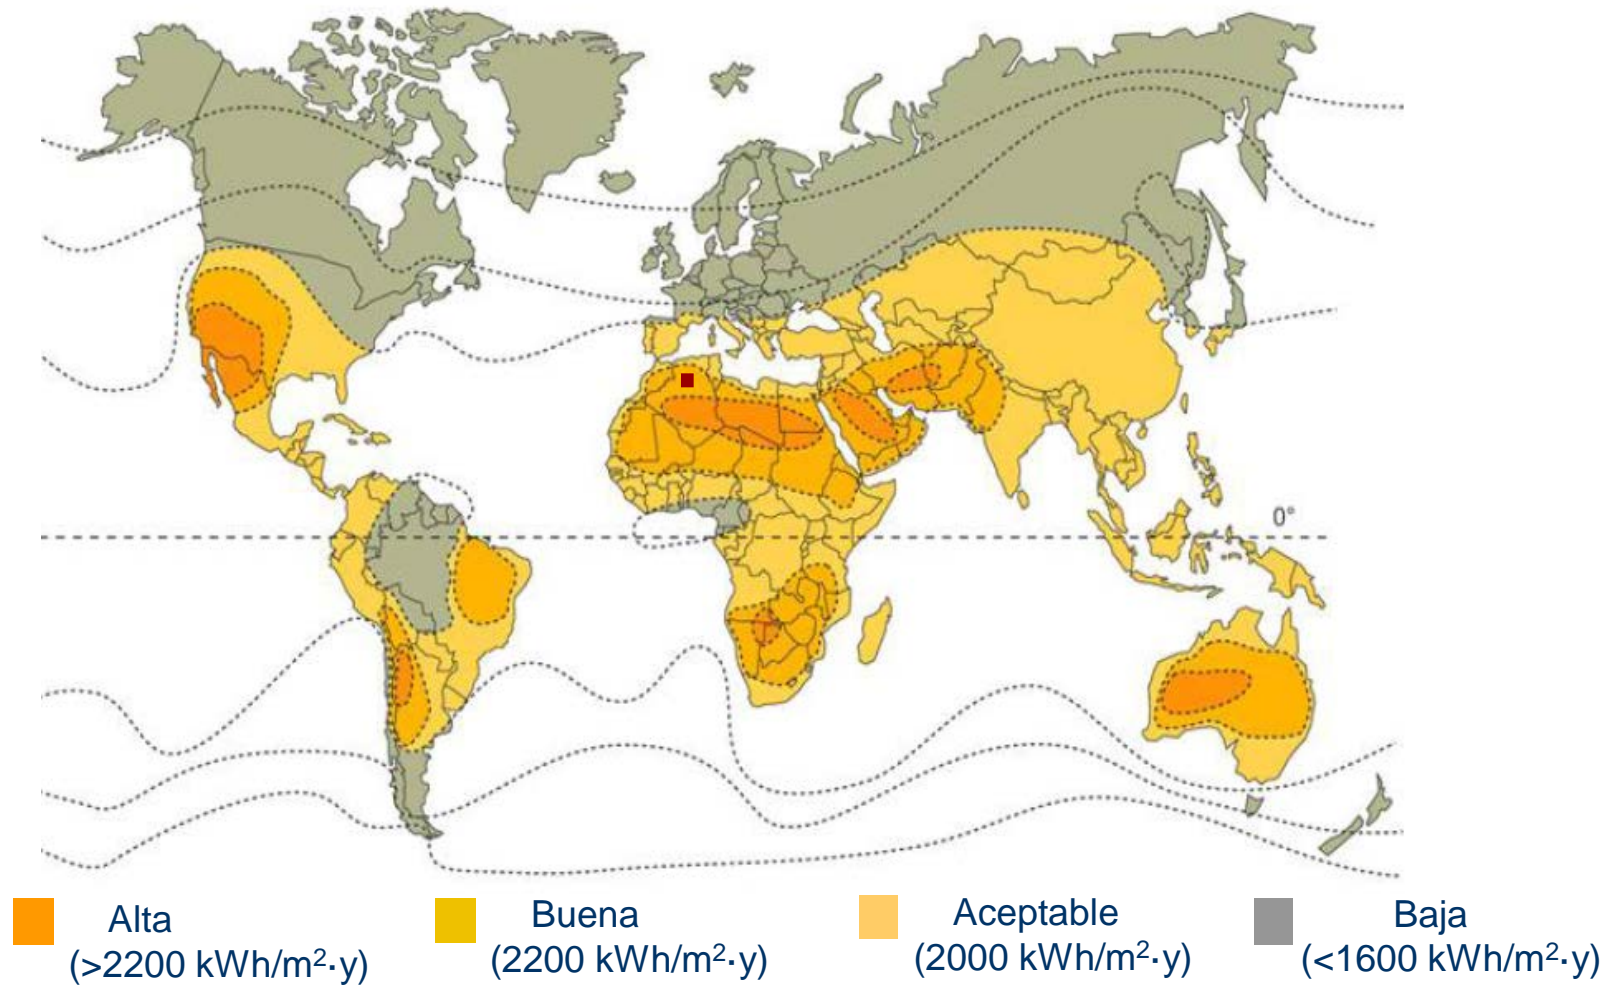 0°
Alta
(>2200 kWh/m²·y)
Buena
(2200 kWh/m²·y)
Aceptable
(2000 kWh/m²·y)
Baja
(<1600 kWh/m²·y)